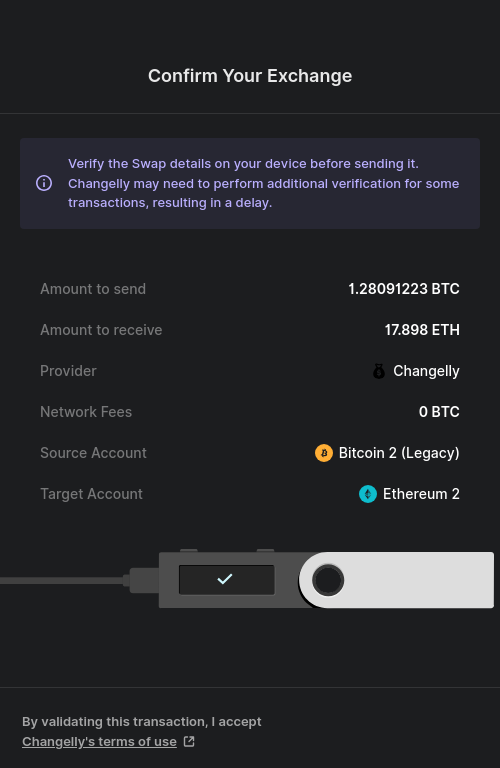 Confirm Your Exchange
Verify the Swap details on your device before sending it.
Changelly may need to perform additional verification for some
transactions, resulting in a delay.
Amount to send 1.28091223 BTC
Amount to receive 17.898 ETH
Provider Changelly
Network Fees 0 BTC
Source Account Bitcoin 2 (Legacy)
Target Account Ethereum 2
By validating this transaction, I accept
Changelly's terms of use